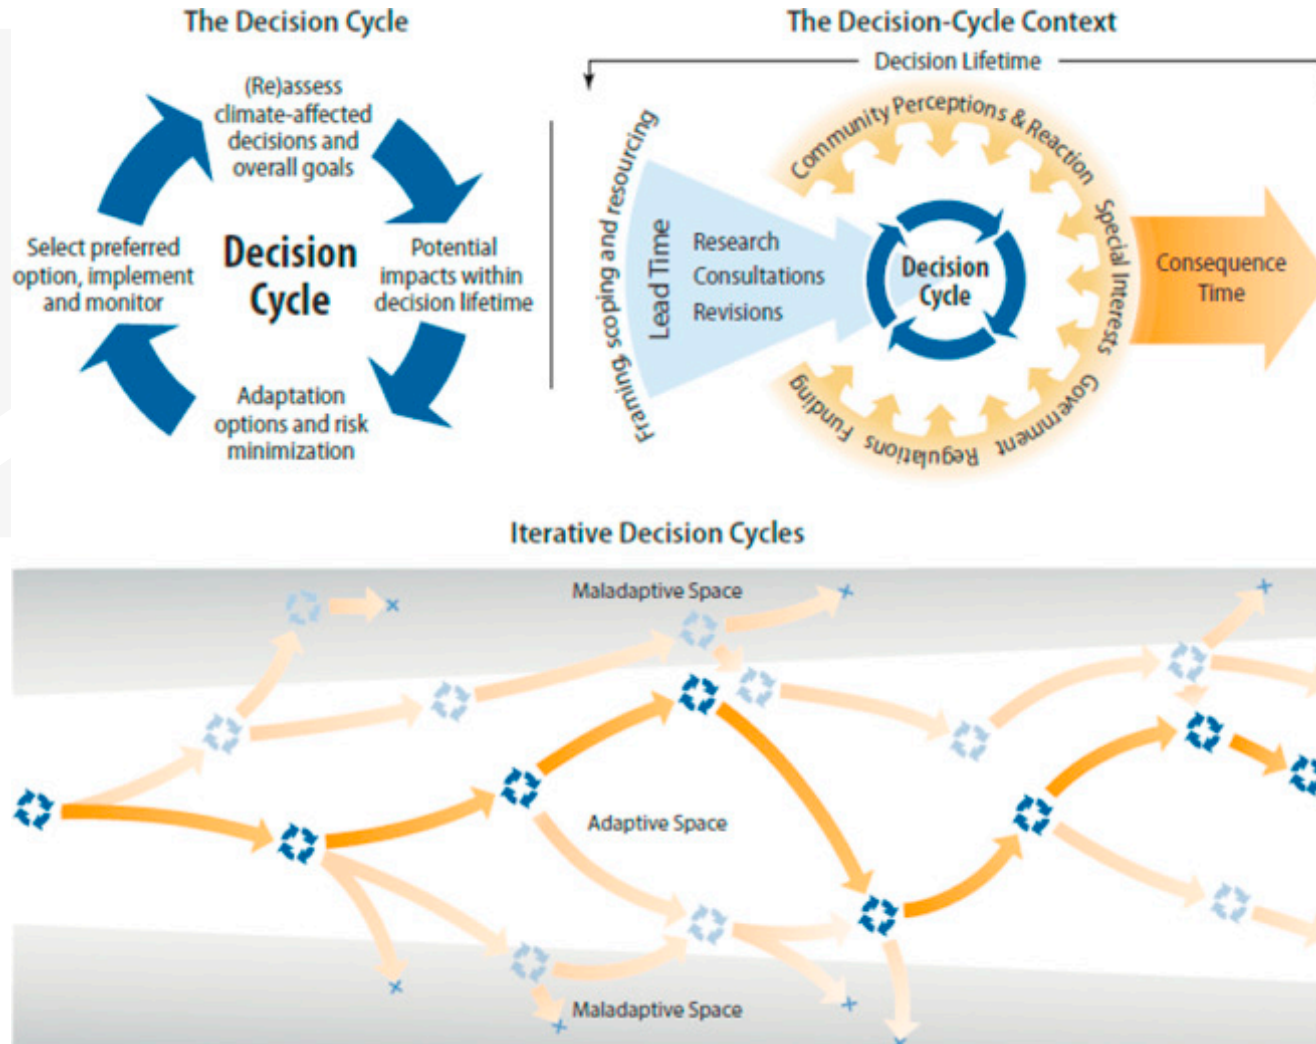 The Decision Cycle
(Re)assess
climate-affected
decisions and
overall goals
Select preferred
option, implement
and monitor
Decision
Cycle
Potential
impacts within
decision lifetime
Adaptation
options and risk
minimization
The Decision-Cycle Context
Decision Lifetime
Framing, scoping and resourcing
Lead Time
Research
Consultations
Revisions
Decision
Cycle
Community Perceptions & Reaction
Special Interests
Government
Regulations
Funding
Consequence
Time
Iterative Decision Cycles
Maladaptive Space
Adaptive Space
Maladaptive Space